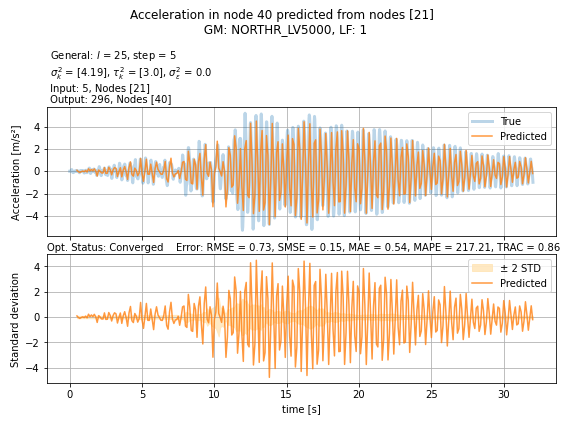 Acceleration in node 40 predicted from nodes [21]
GM: NORTHR_LV5000, LF: 1
General: l = 25, step = 5
σ²ₖ = [4.19], τ²ₖ = [3.0], σ²ε = 0.0
Input: 5, Nodes [21]
Output: 296, Nodes [40]
True
Predicted
Acceleration [m/s²]
4
2
0
−2
−4
Opt. Status: Converged Error: RMSE = 0.73, SMSE = 0.15, MAE = 0.54, MAPE = 217.21, TRAC = 0.86
± 2 STD
Predicted
Standard deviation
4
2
0
−2
−4
0 5 10 15 20 25 30
time [s]